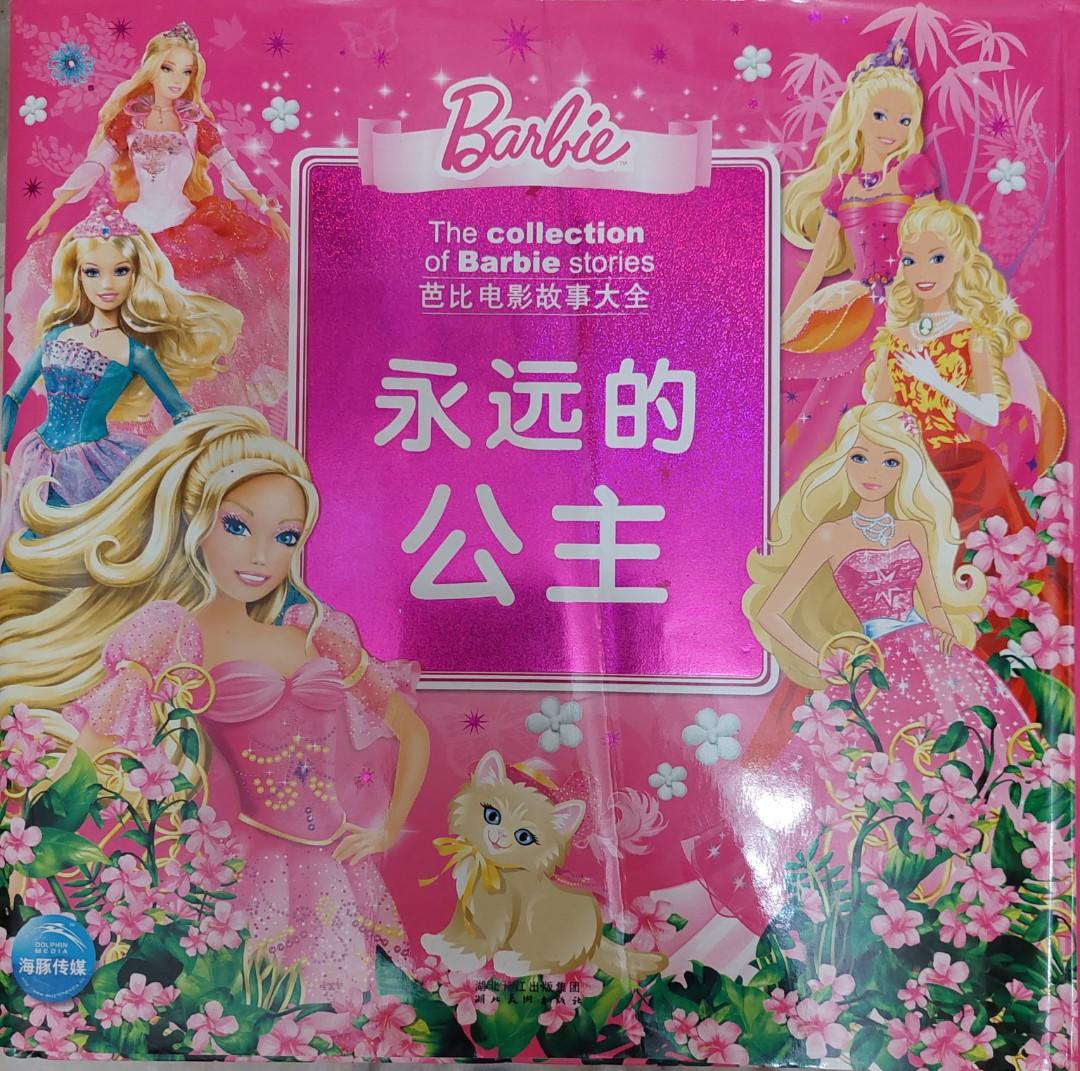 Barbie
The collection
of Barbie stories
芭比电影故事大全
永远的
公主
DOLPHIN
MEDIA
海豚传媒
湖北长江出版集团
湖北美术出版社